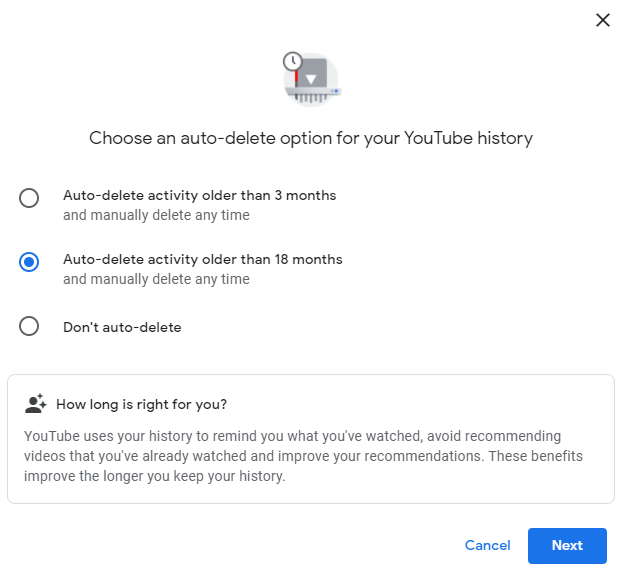 Choose an auto-delete option for your YouTube history
Auto-delete activity older than 3 months
and manually delete any time
Auto-delete activity older than 18 months
and manually delete any time
Don't auto-delete
How long is right for you?
YouTube uses your history to remind you what you've watched, avoid recommending
videos that you've already watched and improve your recommendations. These benefits
improve the longer you keep your history.
Cancel
Next